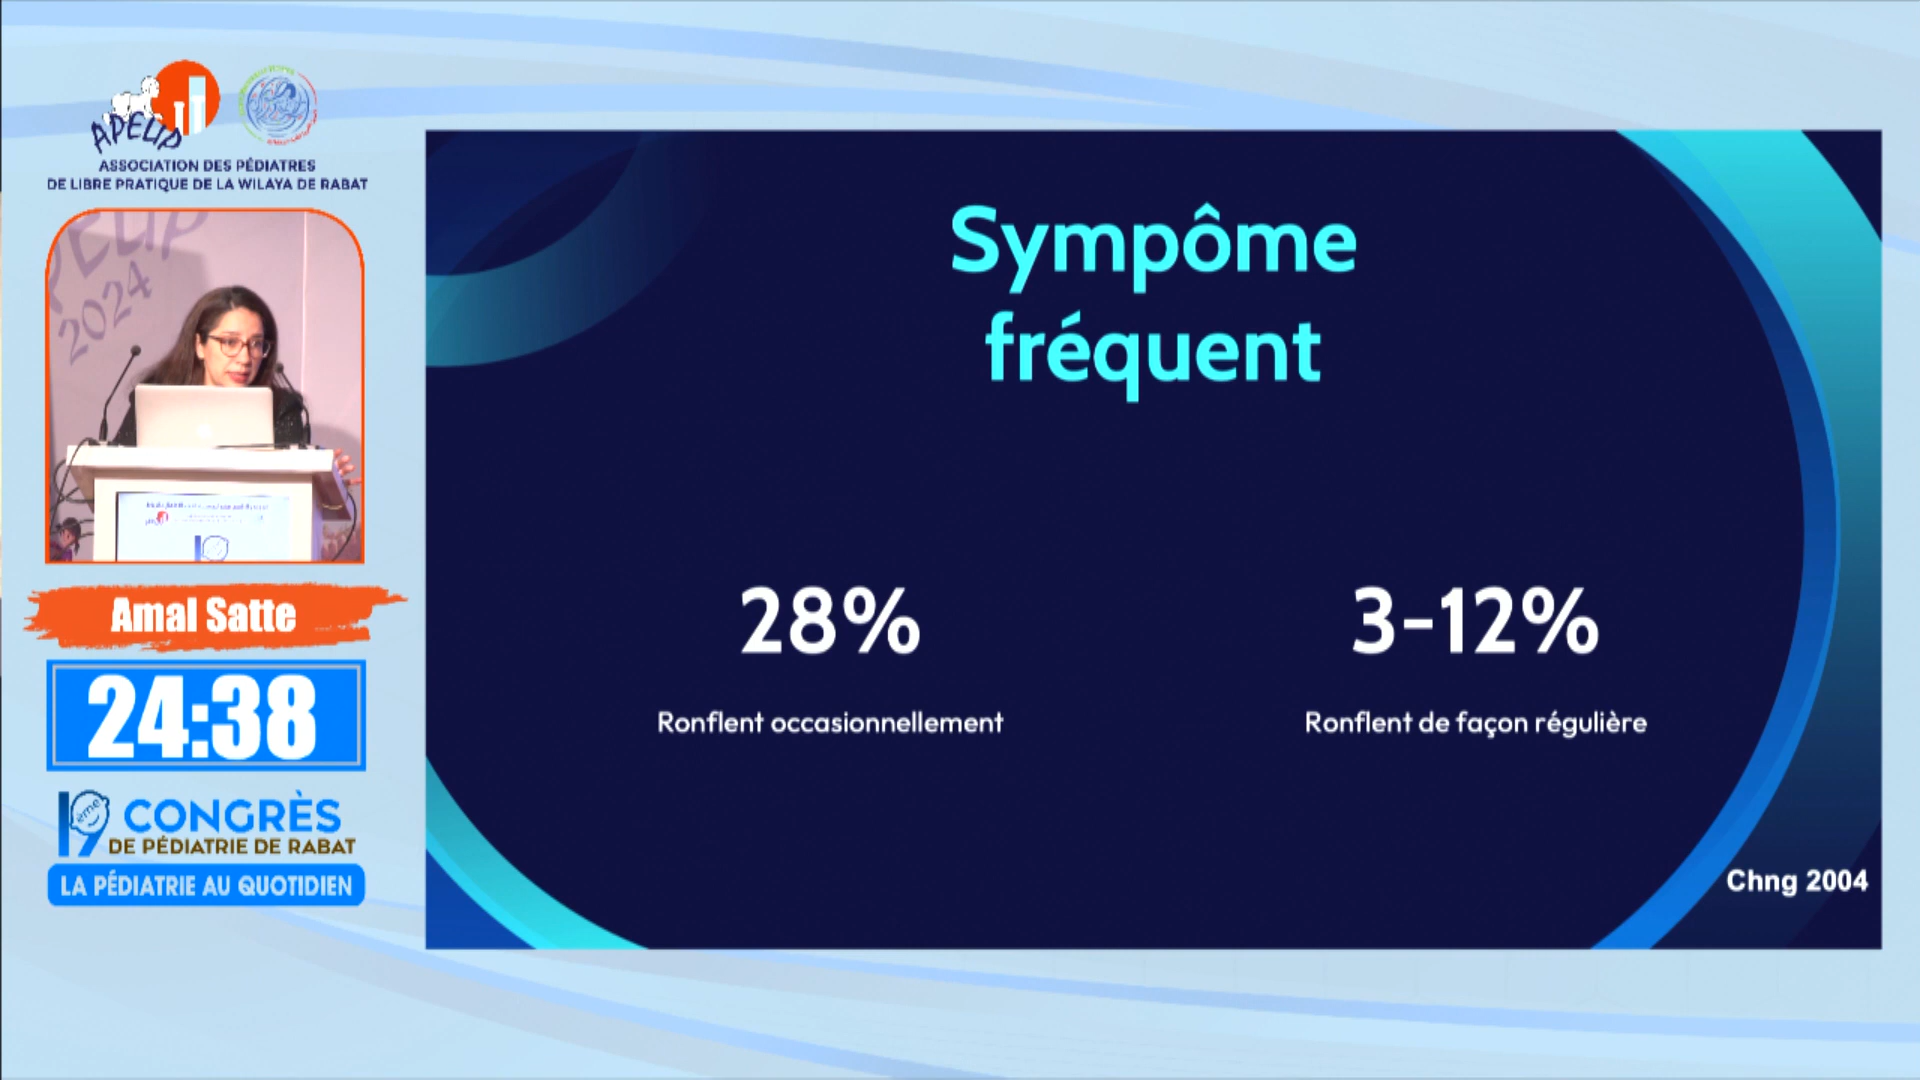 APELIP
ASSOCIATION DES PÉDIATRES
DE LIBRE PRATIQUE DE LA WILAYA DE RABAT
2024
Amal Satte
24:38
19ème CONGRÈS
DE PÉDIATRIE DE RABAT
LA PÉDIATRIE AU QUOTIDIEN
Sympôme
fréquent
28%
Ronflent occasionnellement
3-12%
Ronflent de façon régulière
Chng 2004